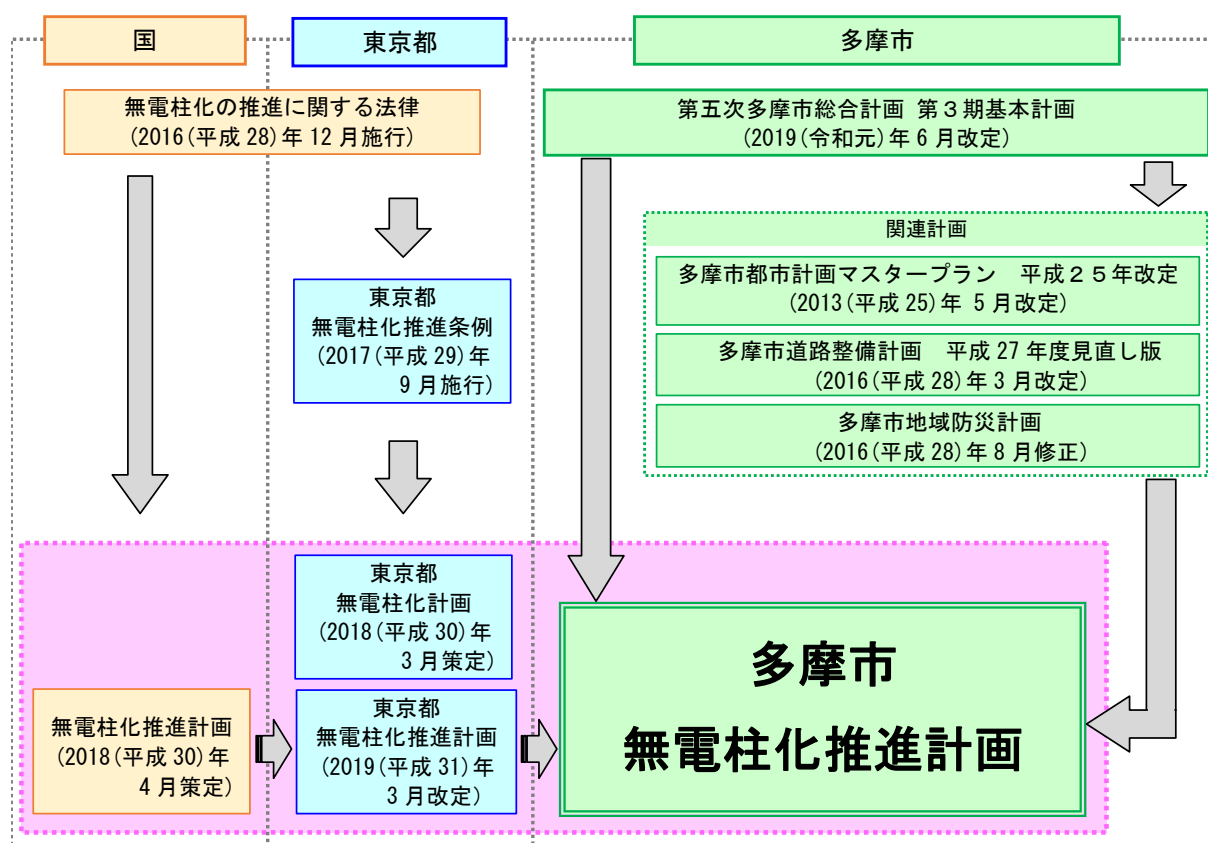 国
東京都
多摩市
無電柱化の推進に関する法律
(2016(平成 28)年 12 月施行)
第五次多摩市総合計画 第3期基本計画
(2019(令和元)年 6 月改定)
関連計画
多摩市都市計画マスタープラン　平成25年改定
(2013(平成 25)年 5 月改定)
多摩市道路整備計画　平成 27 年度見直し版
(2016(平成 28)年 3 月改定)
多摩市地域防災計画
(2016(平成 28)年 8 月修正)
東京都
無電柱化推進条例
(2017(平成 29)年
9 月施行)
東京都
無電柱化計画
(2018(平成 30)年
3 月策定)
無電柱化推進計画
(2018(平成 30)年
4 月策定)
東京都
無電柱化推進計画
(2019(平成 31)年
3 月改定)
多摩市
無電柱化推進計画